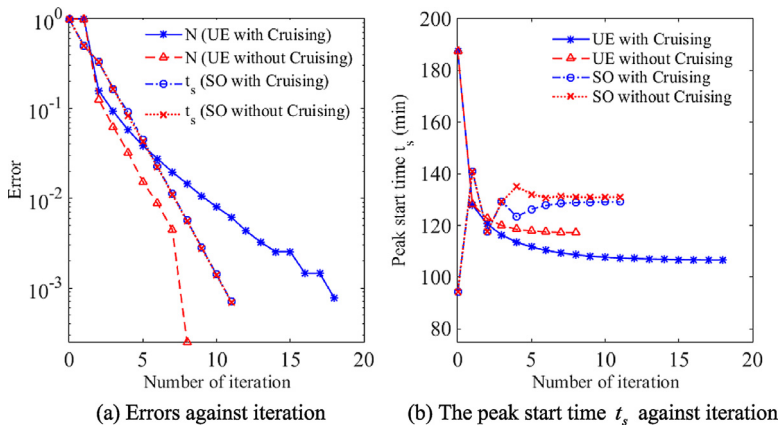 10^0
10^-1
10^-2
10^-3
Error
0 5 10 15 20
Number of iteration
N (UE with Cruising)
N (UE without Cruising)
t_s (SO with Cruising)
t_s (SO without Cruising)
(a) Errors against iteration
200
180
160
140
120
100
80
Peak start time t_s (min)
0 5 10 15 20
Number of iteration
UE with Cruising
UE without Cruising
SO with Cruising
SO without Cruising
(b) The peak start time t_s against iteration